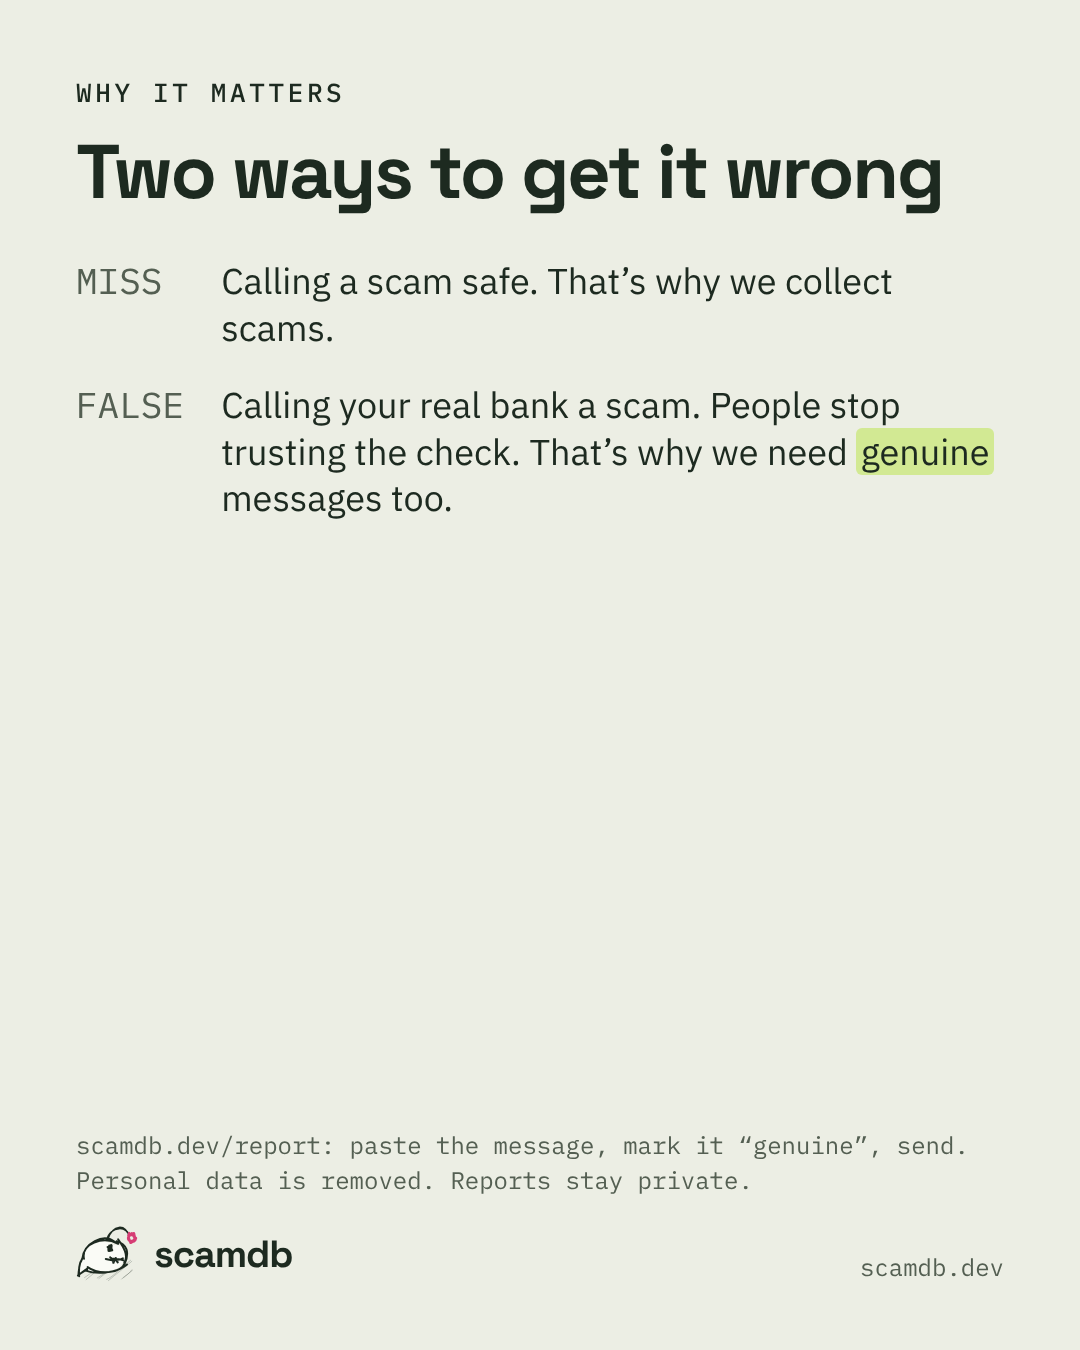 WHY IT MATTERS
Two ways to get it wrong
MISS Calling a scam safe. That’s why we collect
scams.
FALSE Calling your real bank a scam. People stop
trusting the check. That’s why we need genuine
messages too.
scamdb.dev/report: paste the message, mark it “genuine”, send.
Personal data is removed. Reports stay private.
scamdb
scamdb.dev